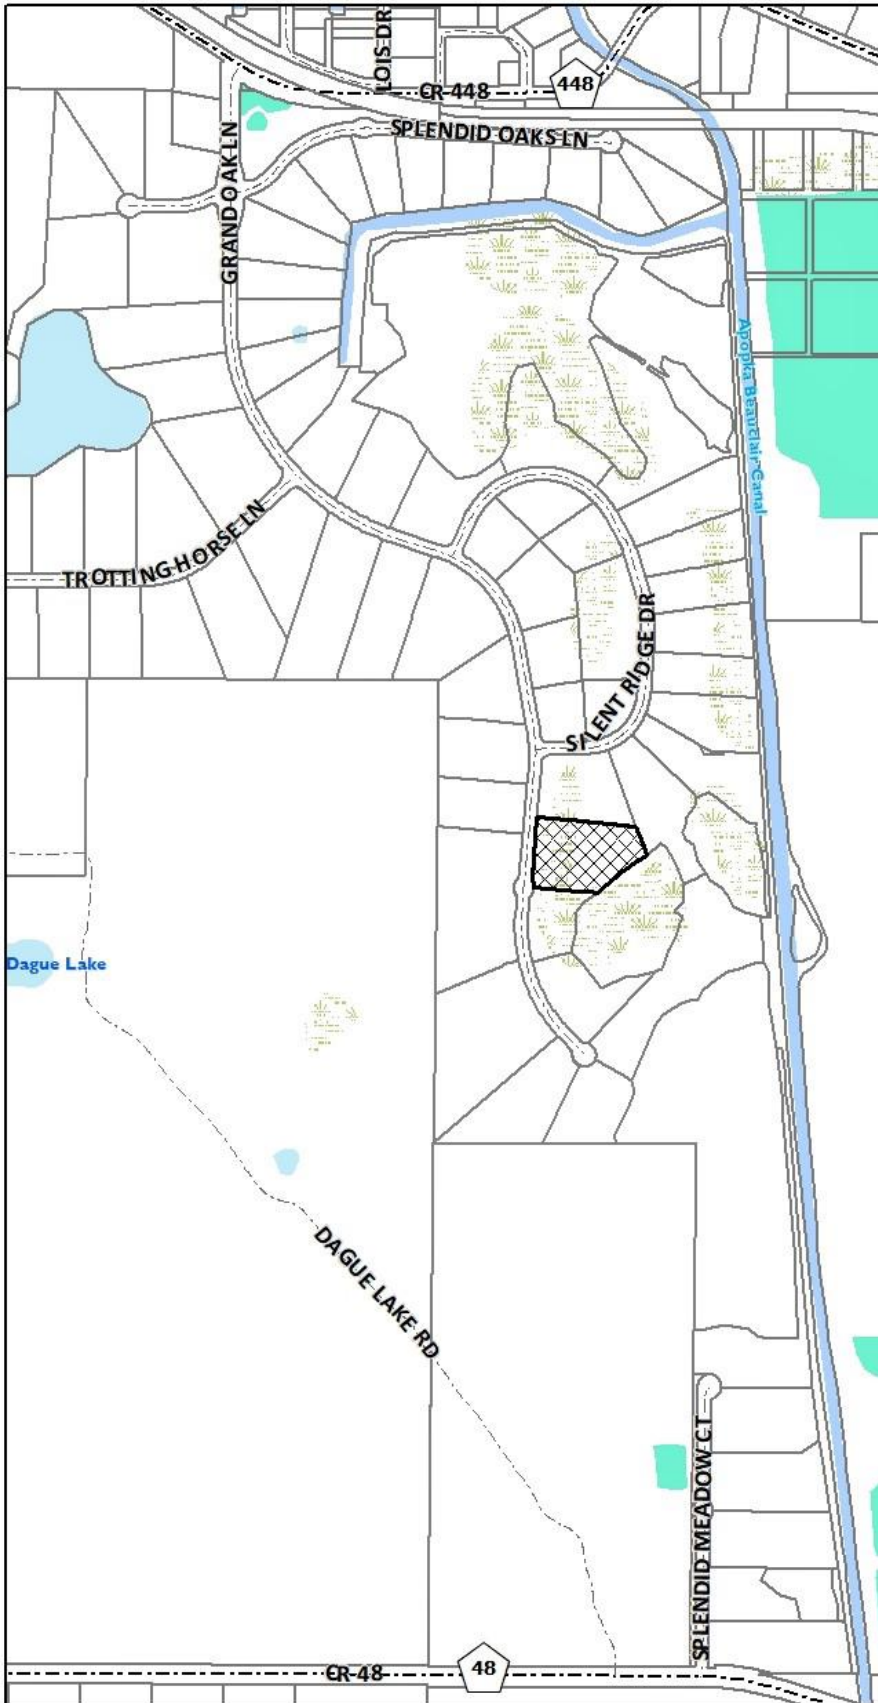 LOIS DR
CR 448
448
SPLENDID OAKS LN
GRAND OAK LN
Apopka Beauclair Canal
TROTTING HORSE LN
SILENT RIDGE DR
Dague Lake
DAGUE LAKE RD
SPLENDID MEADOW CT
CR 48
48